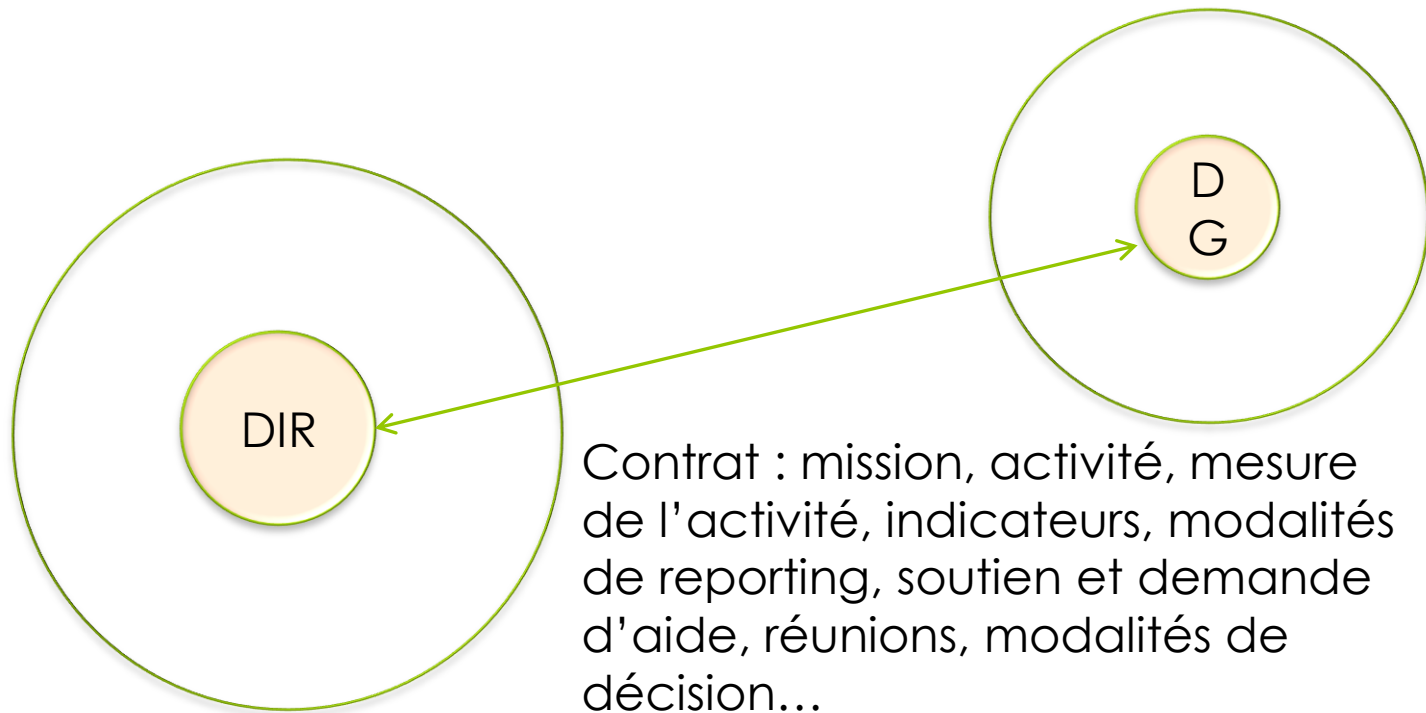 D
G
DIR
Contrat : mission, activité, mesure
de l’activité, indicateurs, modalités
de reporting, soutien et demande
d’aide, réunions, modalités de
décision…